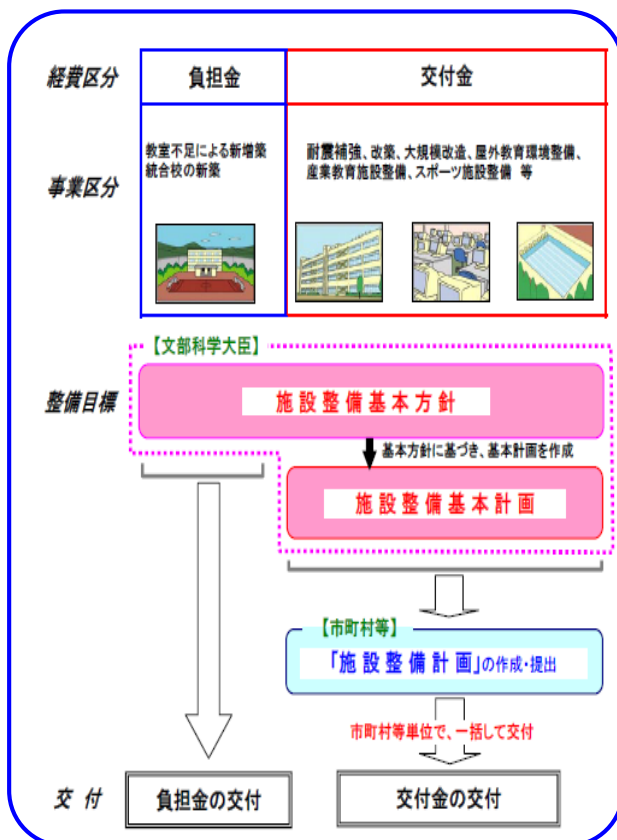 経費区分
負担金
交付金
事業区分
教室不足による新増築
統合校の新築
耐震補強、改築、大規模改造、屋外教育環境整備、
産業教育施設整備、スポーツ施設整備 等
【文部科学大臣】
整備目標
施設整備基本方針
基本方針に基づき、基本計画を作成
施設整備基本計画
【市町村等】
「施設整備計画」の作成・提出
市町村等単位で、一括して交付
交付
負担金の交付
交付金の交付